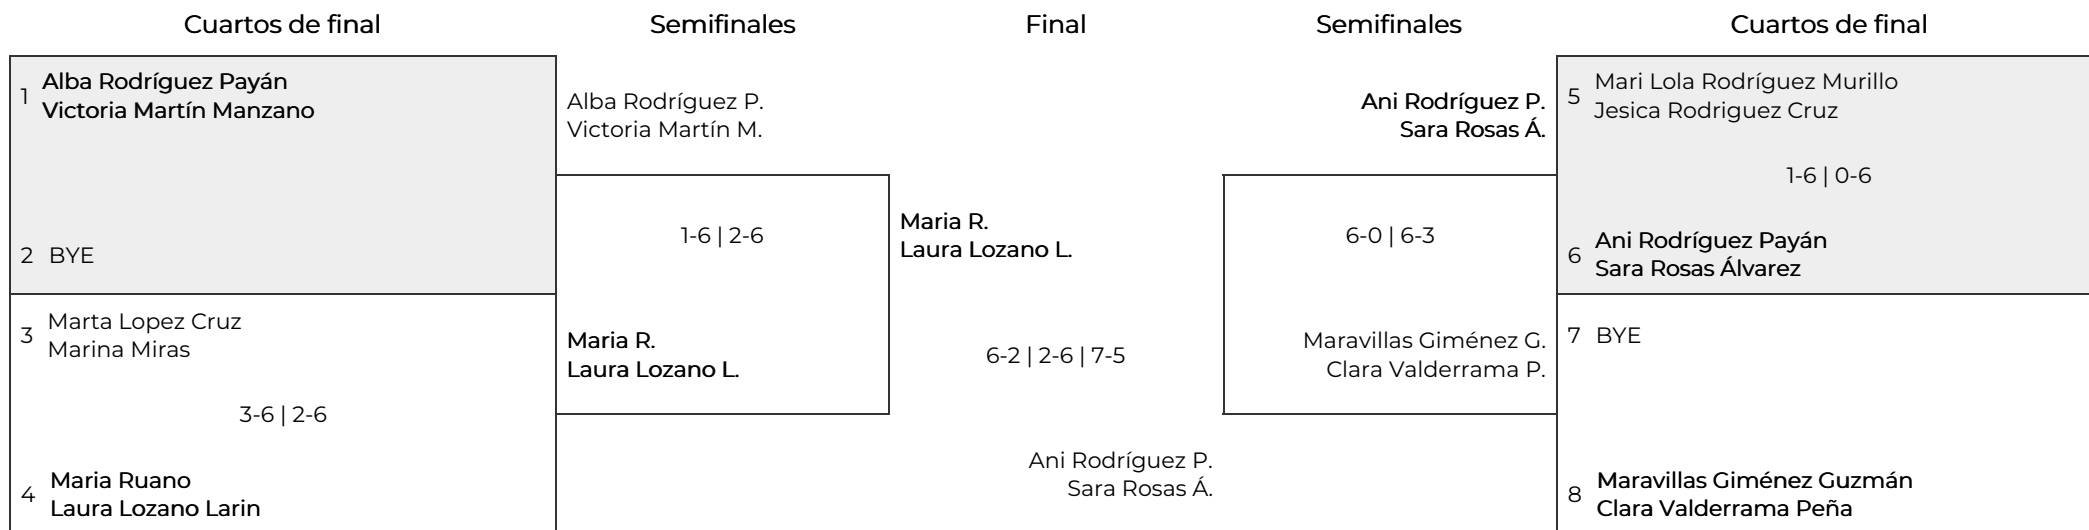 Cuartos de final
Semifinales
Final
Semifinales
Cuartos de final
1
Alba Rodríguez Payán
Victoria Martín Manzano
2 BYE
3
Marta Lopez Cruz
Marina Miras
3-6 | 2-6
4
Maria Ruano
Laura Lozano Larin
Alba Rodríguez P.
Victoria Martín M.
1-6 | 2-6
Maria R.
Laura Lozano L.
Maria R.
Laura Lozano L.
6-2 | 2-6 | 7-5
Ani Rodríguez P.
Sara Rosas Á.
Ani Rodríguez P.
Sara Rosas Á.
6-0 | 6-3
Maravillas Giménez G.
Clara Valderrama P.
5
Mari Lola Rodríguez Murillo
Jesica Rodriguez Cruz
1-6 | 0-6
6
Ani Rodríguez Payán
Sara Rosas Álvarez
7 BYE
8
Maravillas Giménez Guzmán
Clara Valderrama Peña